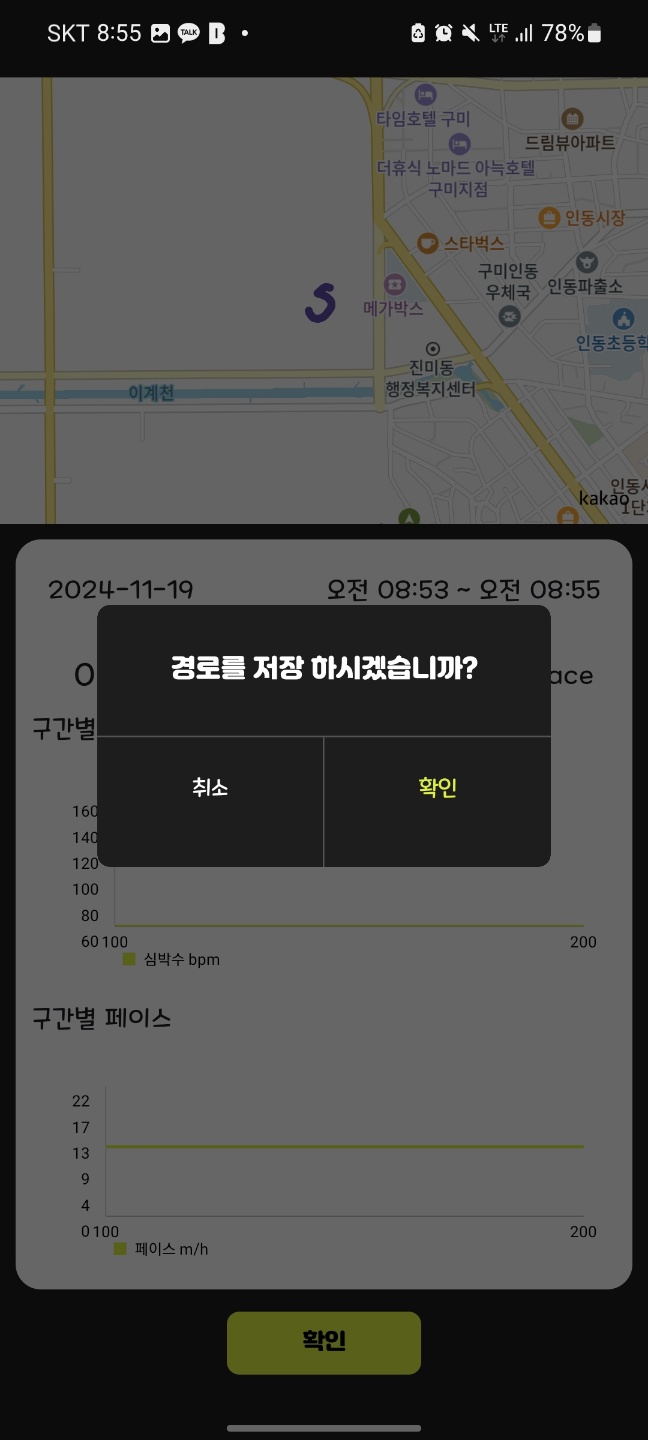 SKT 8:55 TALK LTE 78%
타임호텔 구미
드림뷰아파트
더휴식 노마드 아늑호텔
구미지점
인동시장
스타벅스
구미인동
우체국
인동파출소
메가박스
인동초등학
진미동
행정복지센터
이계천
kakao
2024-11-19 오전 08:53 ~ 오전 08:55
경로를 저장 하시겠습니까?
구간별
취소 확인
160
140
120
100
80
60 100 200
심박수 bpm
구간별 페이스
22
17
13
9
4
0 100 200
페이스 m/h
확인